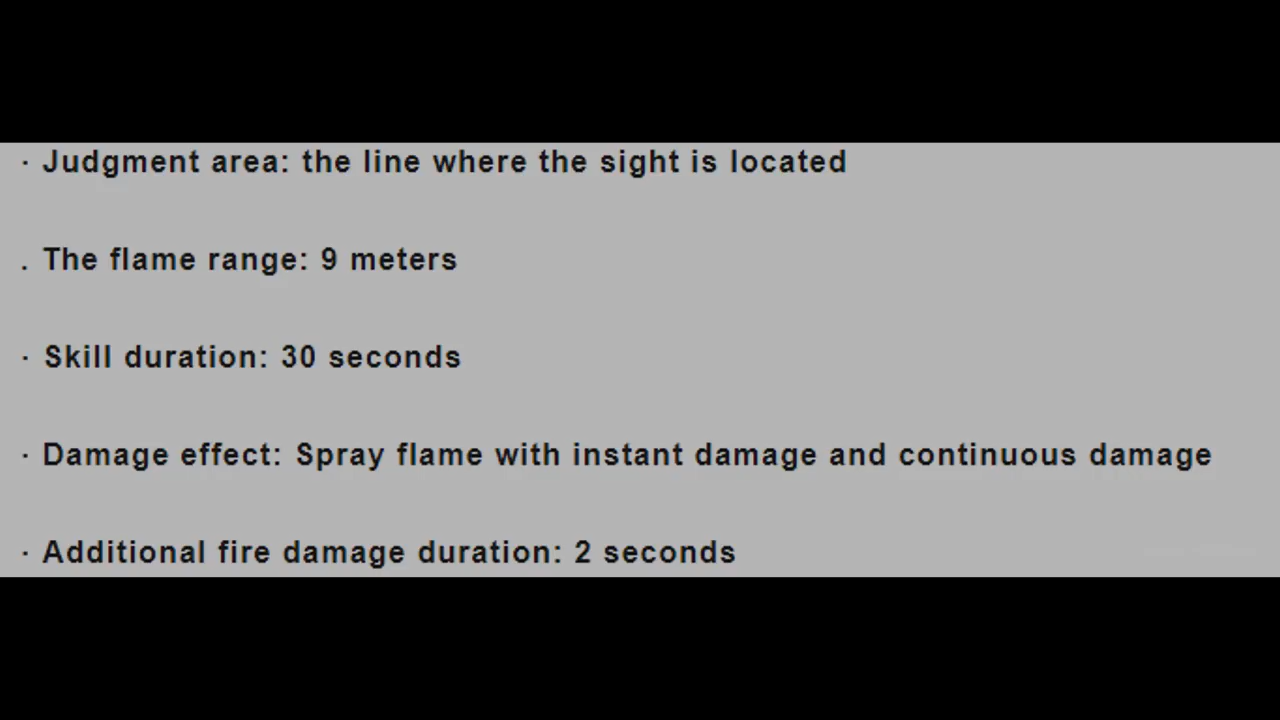 · Judgment area: the line where the sight is located
. The flame range: 9 meters
· Skill duration: 30 seconds
· Damage effect: Spray flame with instant damage and continuous damage
· Additional fire damage duration: 2 seconds